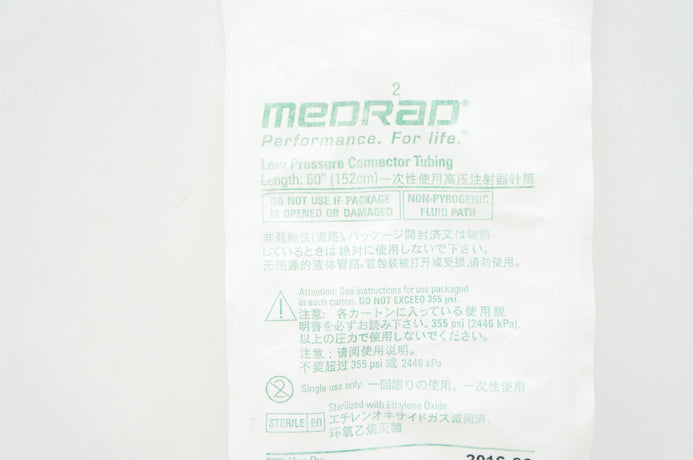 2
MEDRAD®
Performance. For life.™
Low Pressure Connector Tubing
Length: 60" (152cm) 一次性使用高压注射器针筒
DO NOT USE IF PACKAGE
IS OPENED OR DAMAGED
NON-PYROGENIC
FLUID PATH
非発熱性(流路)。パッケージ開封済又は破損
しているときは絶対に使用しないで下さい。
无热源的液体管路。若包装被打开或受损,请勿使用。
Attention: See instructions for use packaged
in each carton. DO NOT EXCEED 355 psi.
注意: 各カートンに入っている使用説
明書を必ずお読み下さい。355 psi (2446 kPa)
以上の圧力で使用しないでください。
注意:请阅使用说明。
不要超过 355 psi 或 2446 kPa
2
Single use only. 一回限りの使用。一次性使用
Sterilized with Ethylene Oxide
STERILE EO
エチレンオキサイドガス滅菌済。
环氧乙烷灭菌
Use By